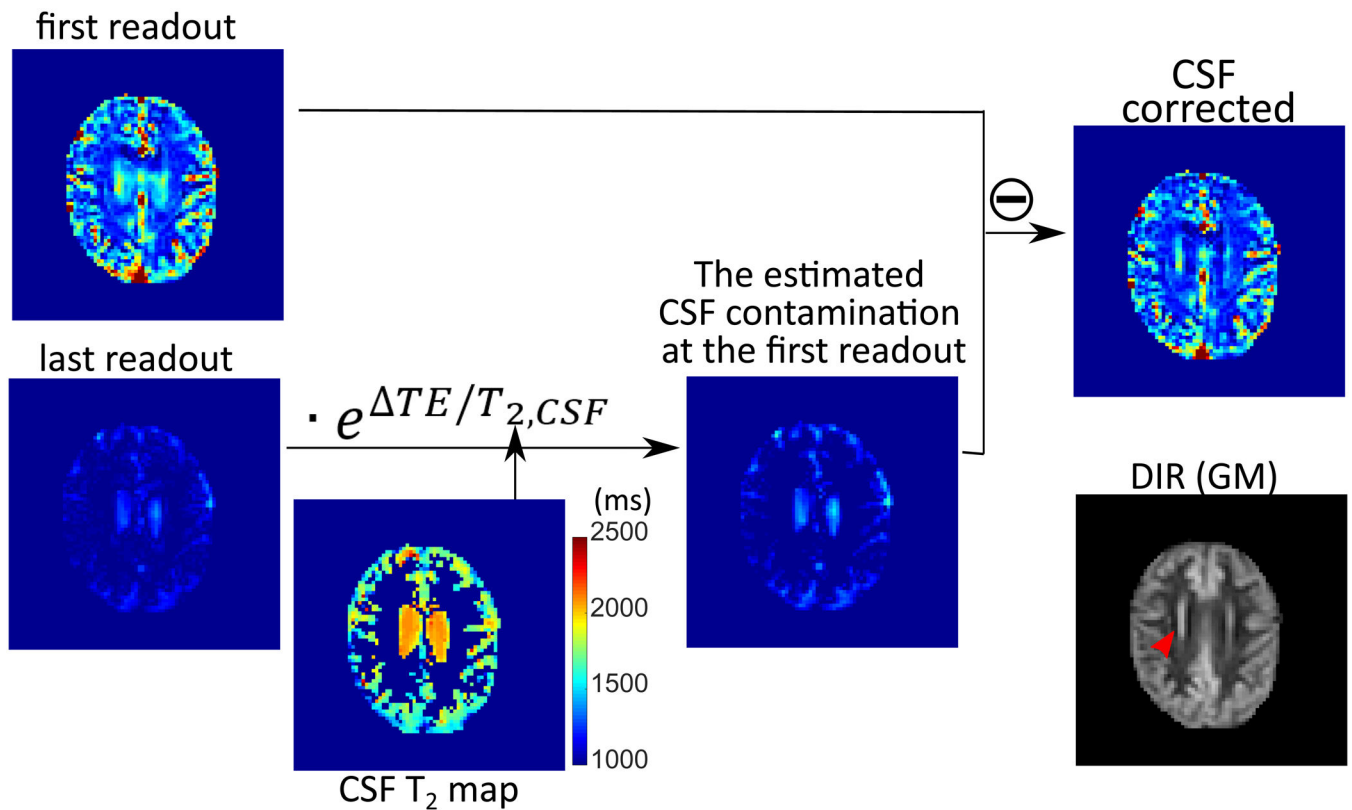 first readout
CSF
corrected
The estimated
CSF contamination
at the first readout
last readout
· e^{ΔTE/T_{2,CSF}}
⊖
(ms)
2500
2000
1500
1000
CSF T₂ map
DIR (GM)